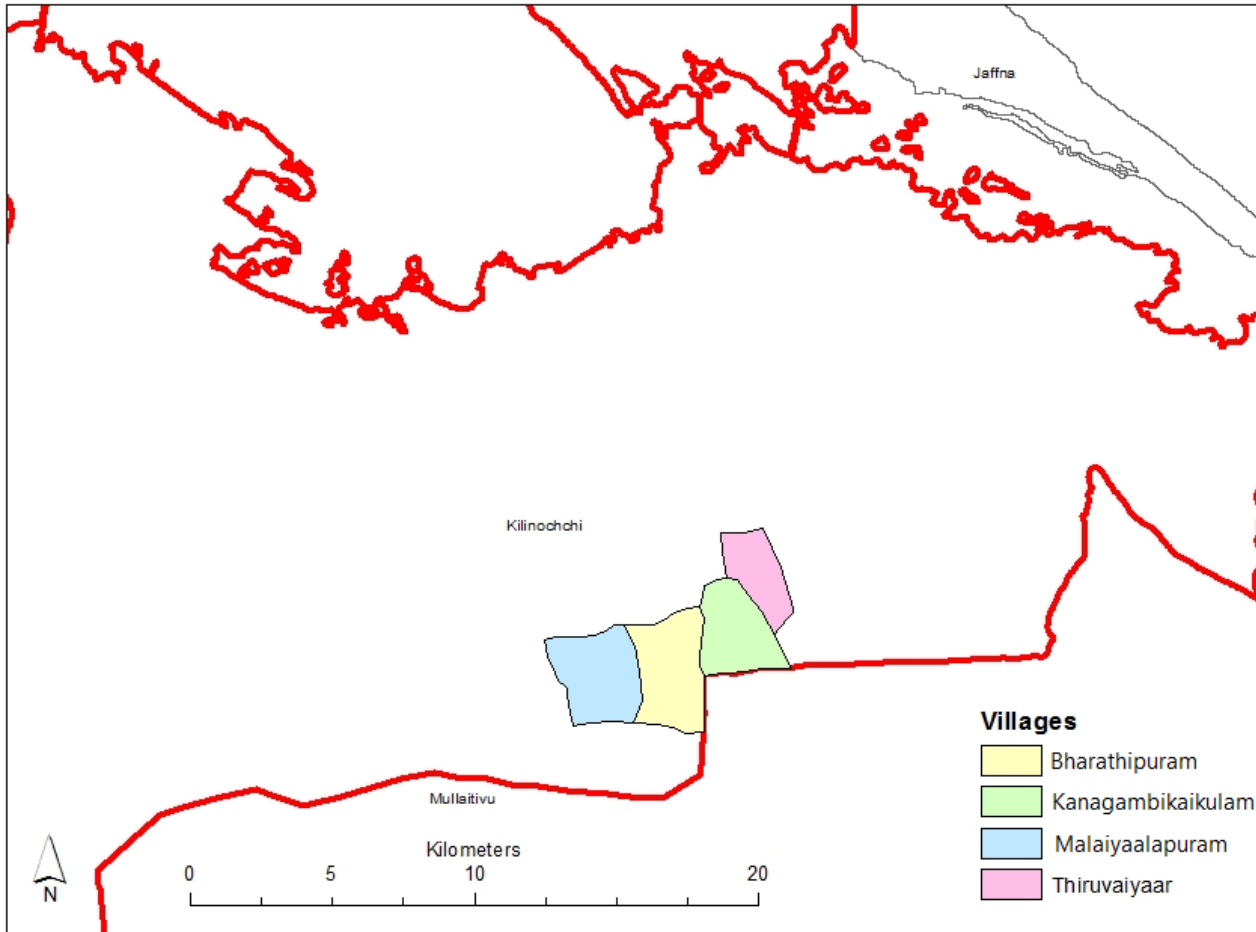 Jaffna
Kilinochchi
Mullaitivu
Villages
Bharathipuram
Kanagambikaikulam
Malaiyaalapuram
Thiruvaiyaar
Kilometers
0 5 10 20
N